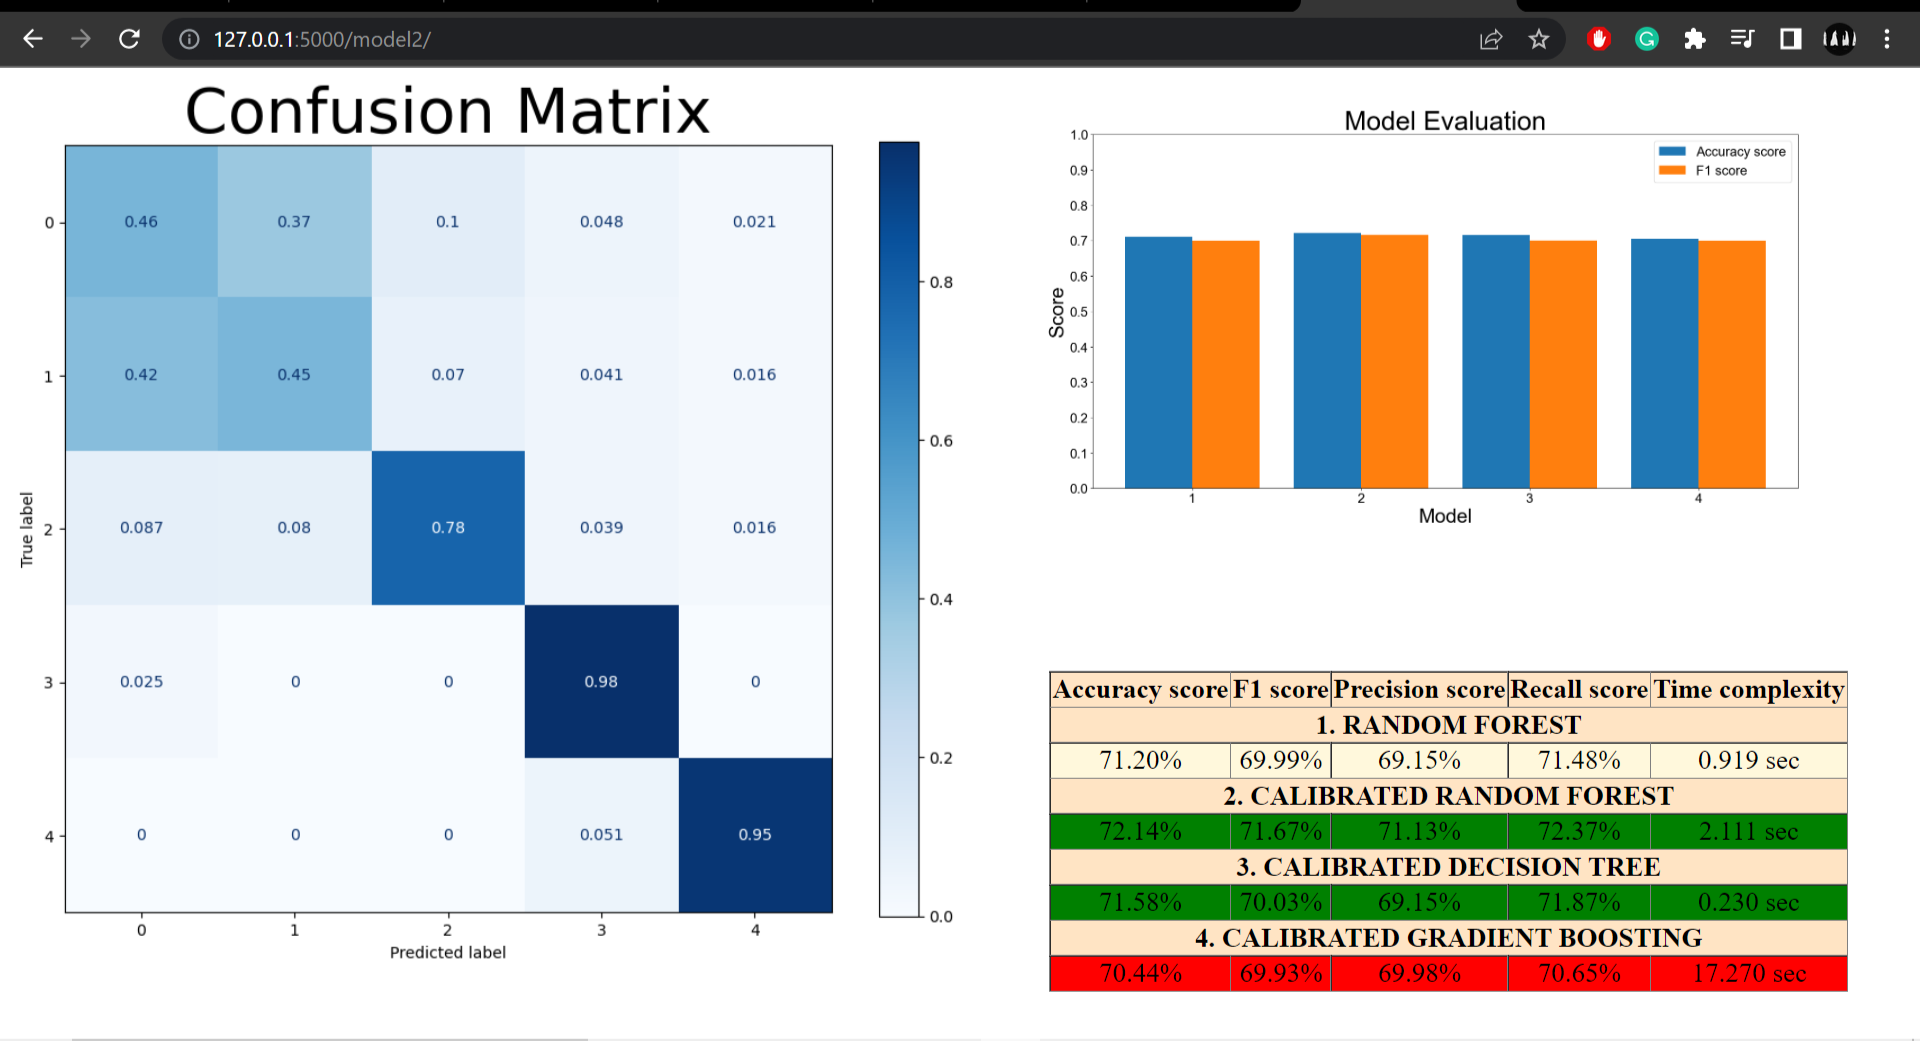 127.0.0.1:5000/model2/
Confusion Matrix
0 0.46 0.37 0.1 0.048 0.021
1 0.42 0.45 0.07 0.041 0.016
2 0.087 0.08 0.78 0.039 0.016
3 0.025 0 0 0.98 0
4 0 0 0 0.051 0.95
0 1 2 3 4
True label
Predicted label
0.8
0.6
0.4
0.2
0.0
Model Evaluation
1.0
0.9
0.8
0.7
0.6
0.5
0.4
0.3
0.2
0.1
0.0
Score
Accuracy score
F1 score
1 2 3 4
Model
Accuracy score F1 score Precision score Recall score Time complexity
1. RANDOM FOREST
71.20% 69.99% 69.15% 71.48% 0.919 sec
2. CALIBRATED RANDOM FOREST
72.14% 71.67% 71.13% 72.37% 2.111 sec
3. CALIBRATED DECISION TREE
71.58% 70.03% 69.15% 71.87% 0.230 sec
4. CALIBRATED GRADIENT BOOSTING
70.44% 69.93% 69.98% 70.65% 17.270 sec